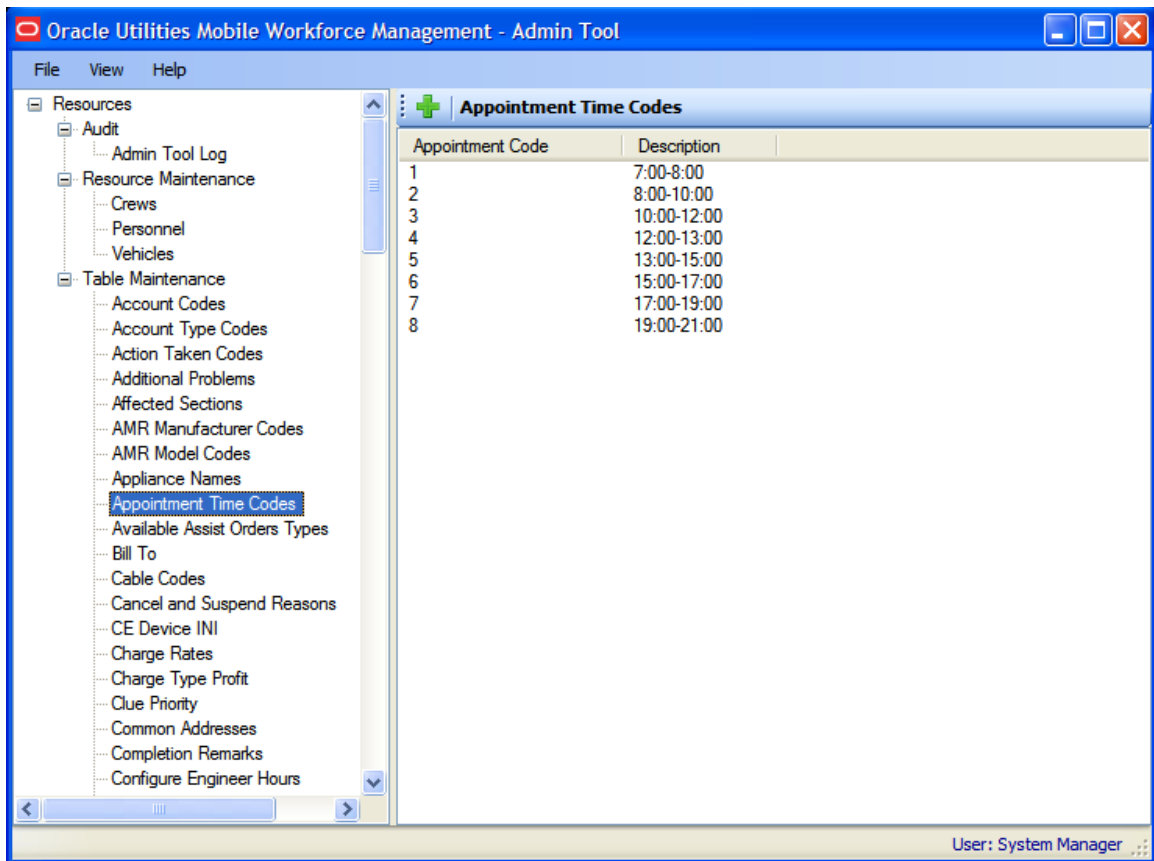 Oracle Utilities Mobile Workforce Management - Admin Tool
File View Help
Resources
Audit
Admin Tool Log
Resource Maintenance
Crews
Personnel
Vehicles
Table Maintenance
Account Codes
Account Type Codes
Action Taken Codes
Additional Problems
Affected Sections
AMR Manufacturer Codes
AMR Model Codes
Appliance Names
Appointment Time Codes
Available Assist Orders Types
Bill To
Cable Codes
Cancel and Suspend Reasons
CE Device INI
Charge Rates
Charge Type Profit
Clue Priority
Common Addresses
Completion Remarks
Configure Engineer Hours
Appointment Time Codes
Appointment Code Description
1 7:00-8:00
2 8:00-10:00
3 10:00-12:00
4 12:00-13:00
5 13:00-15:00
6 15:00-17:00
7 17:00-19:00
8 19:00-21:00
User: System Manager